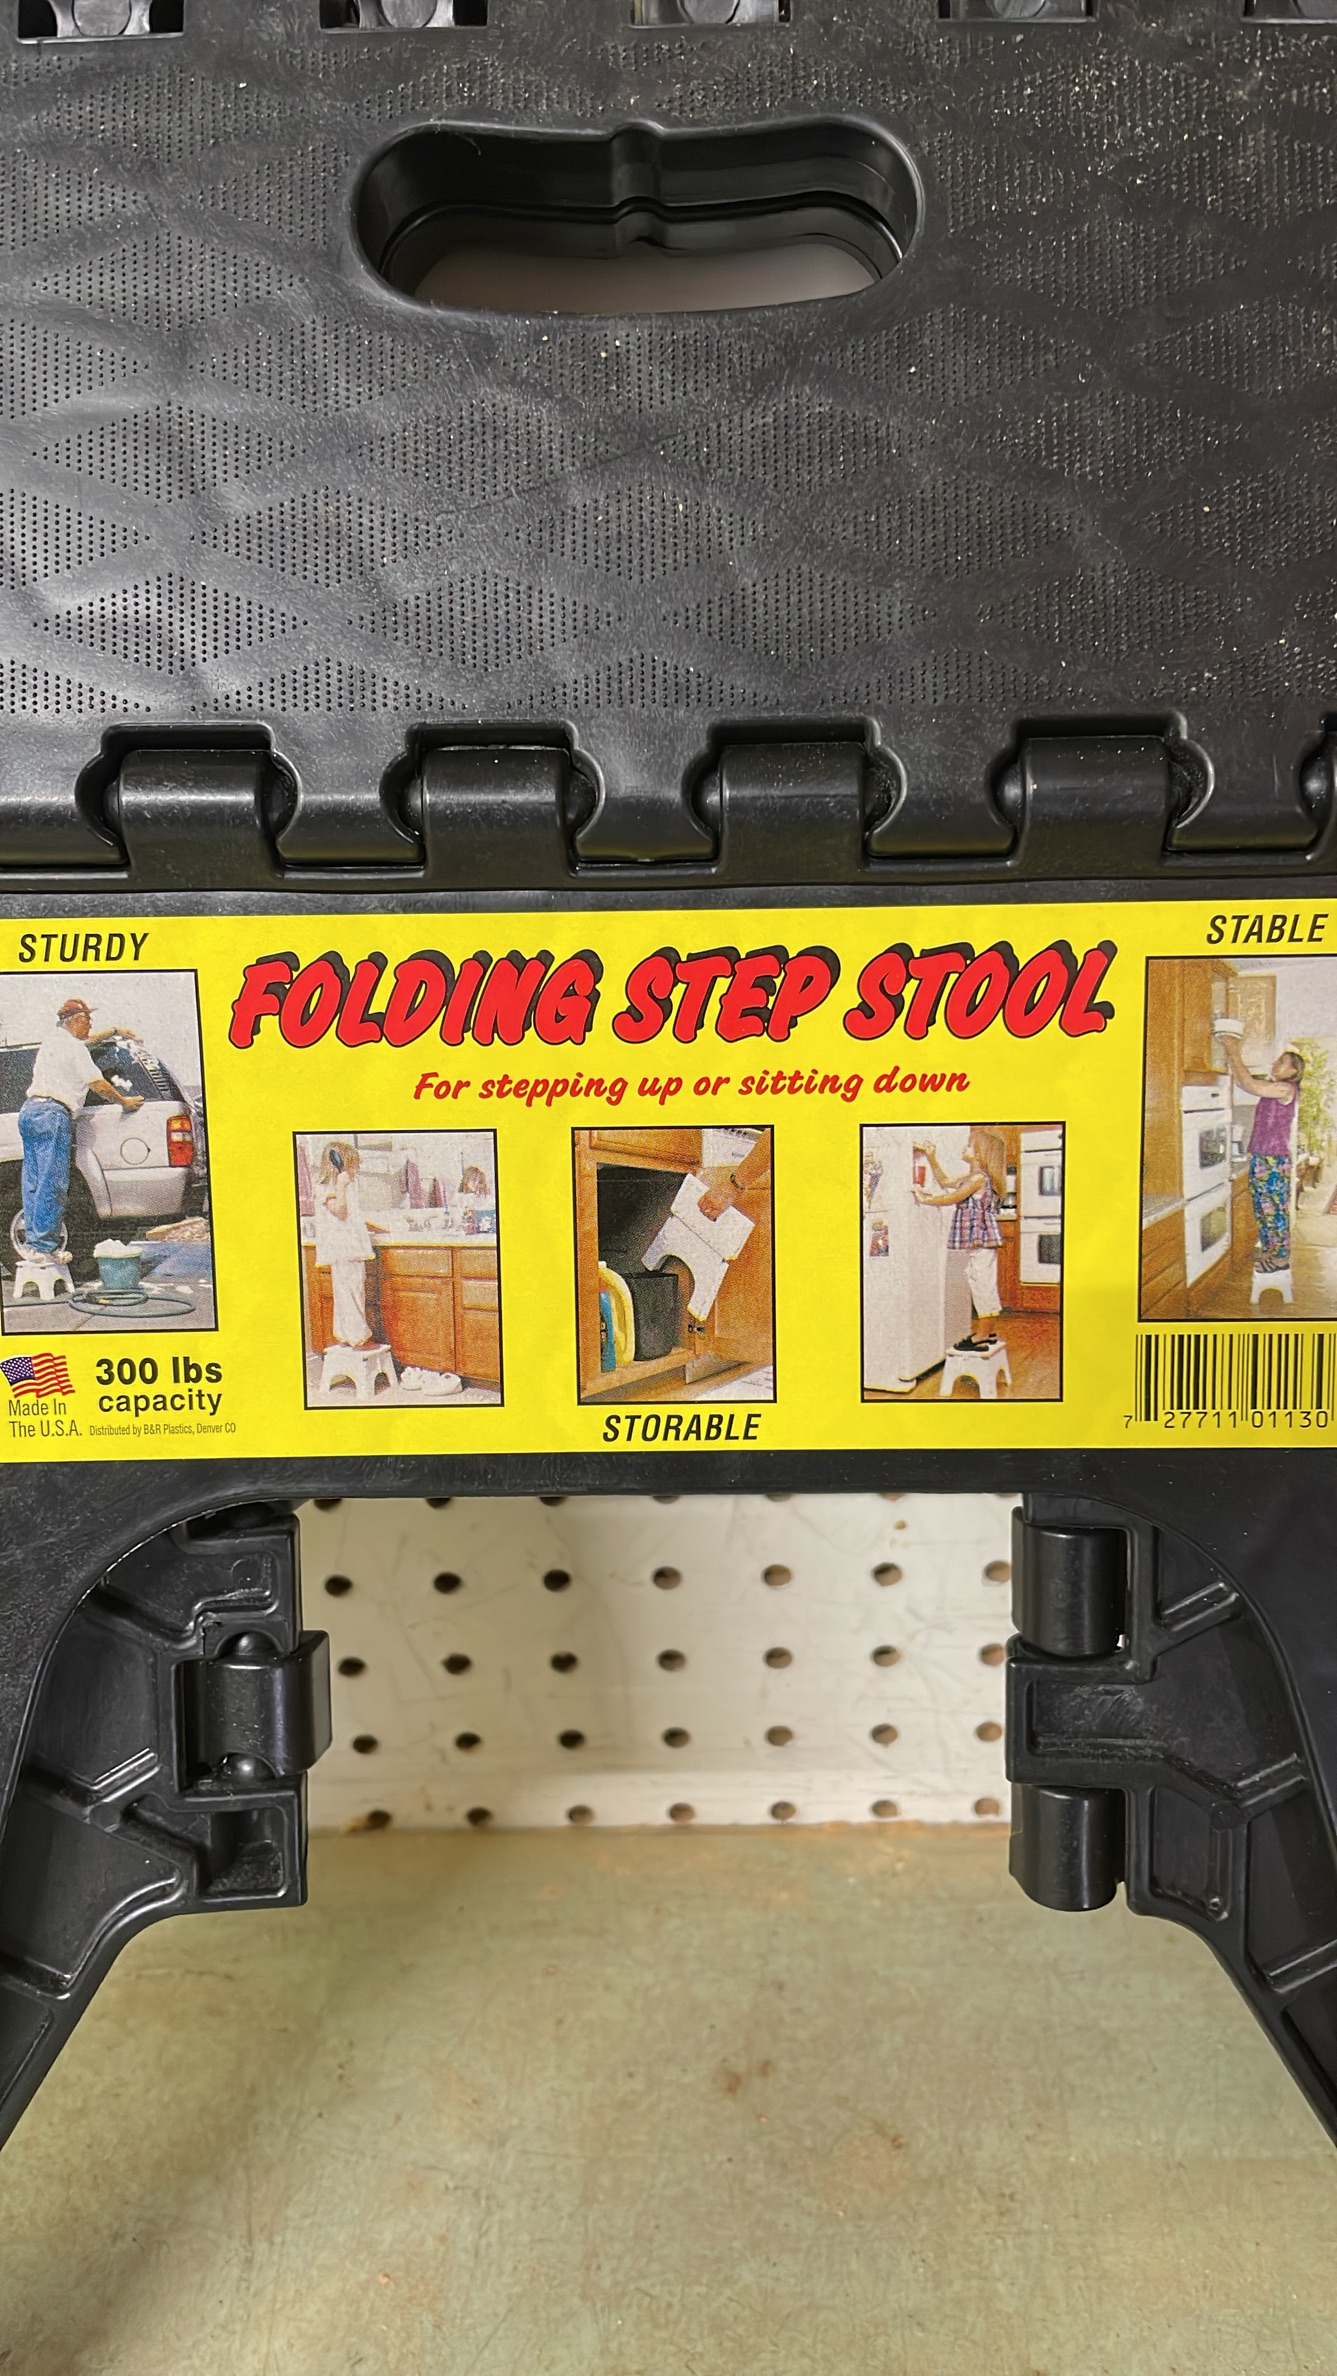 STURDY
STABLE
FOLDING STEP STOOL
For stepping up or sitting down
300 lbs
capacity
Made In
The U.S.A.
Distributed by B&R Plastics, Denver CO
STORABLE
7 27711 01130